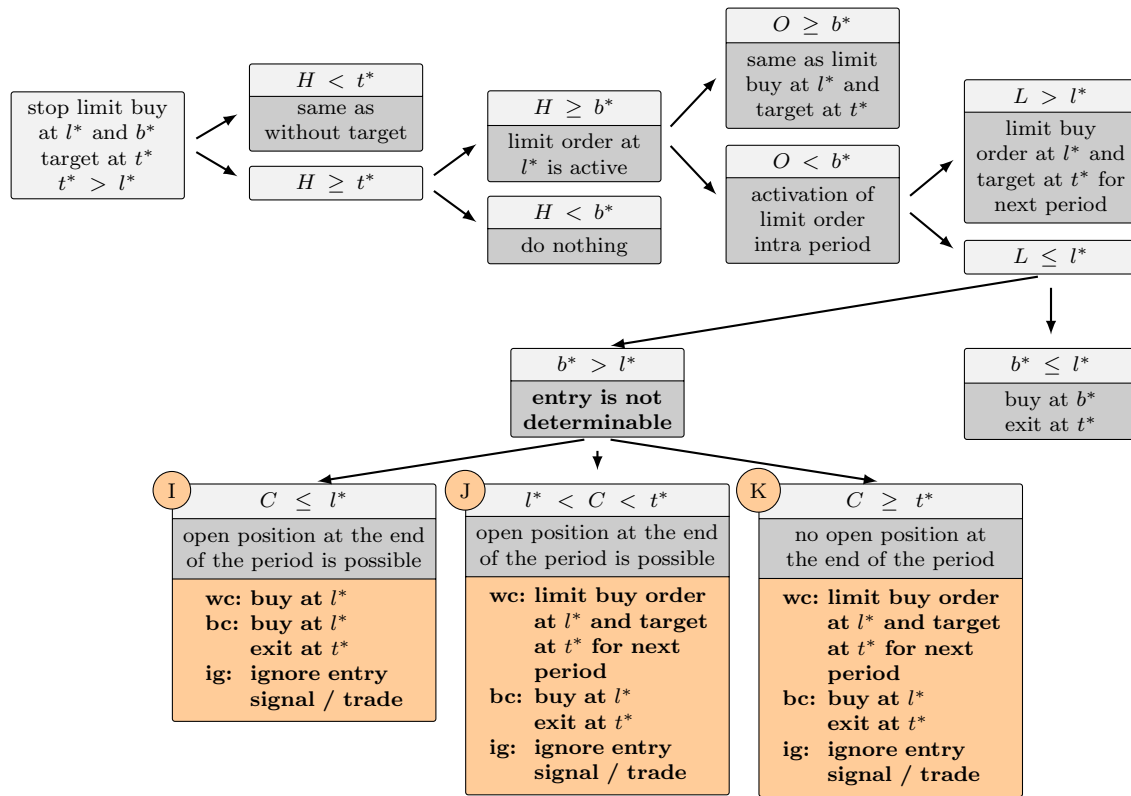 stop limit buy
at l* and b*
target at t*
t* > l*
H < t*
same as
without target
H ≥ t*
H ≥ b*
limit order at
l* is active
H < b*
do nothing
O ≥ b*
same as limit
buy at l* and
target at t*
O < b*
activation of
limit order
intra period
L > l*
limit buy
order at l* and
target at t* for
next period
L ≤ l*
b* > l*
entry is not
determinable
b* ≤ l*
buy at b*
exit at t*
I
C ≤ l*
open position at the end
of the period is possible
wc: buy at l*
bc: buy at l*
exit at t*
ig: ignore entry
signal / trade
J
l* < C < t*
open position at the end
of the period is possible
wc: limit buy order
at l* and target
at t* for next
period
bc: buy at l*
exit at t*
ig: ignore entry
signal / trade
K
C ≥ t*
no open position at
the end of the period
wc: limit buy order
at l* and target
at t* for next
period
bc: buy at l*
exit at t*
ig: ignore entry
signal / trade